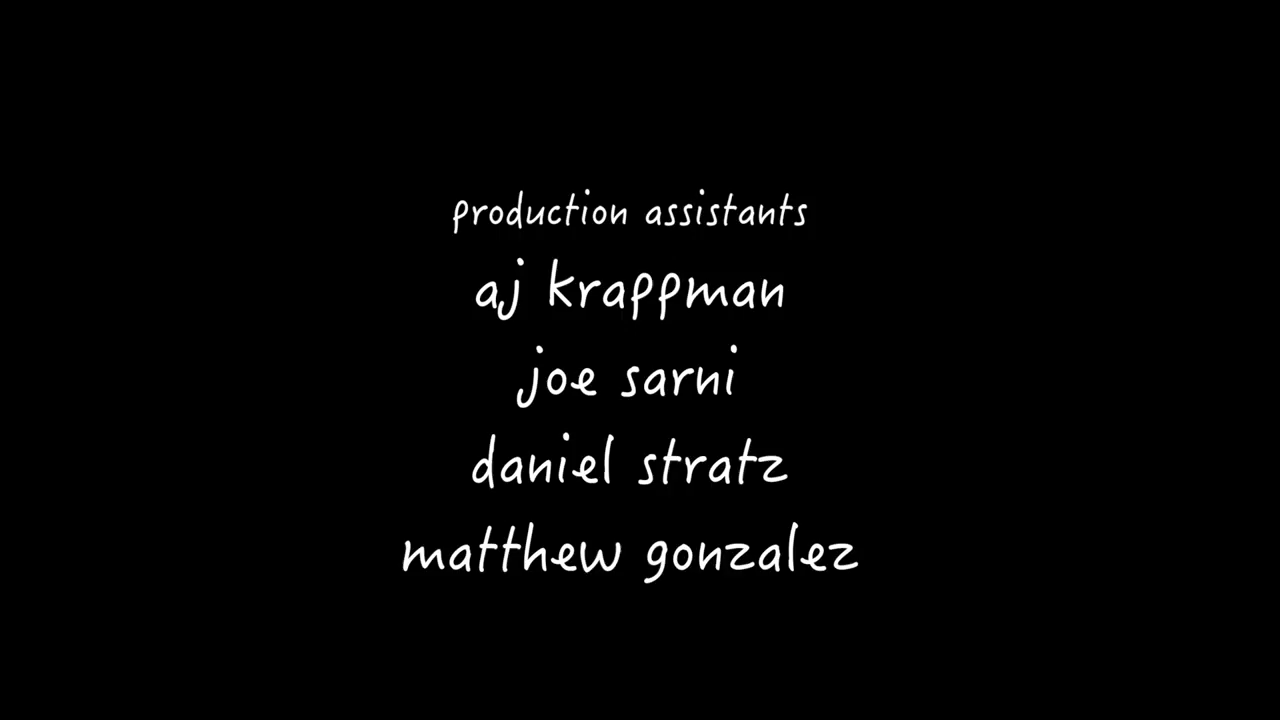 production assistants
aj krappman
joe sarni
daniel stratz
matthew gonzalez